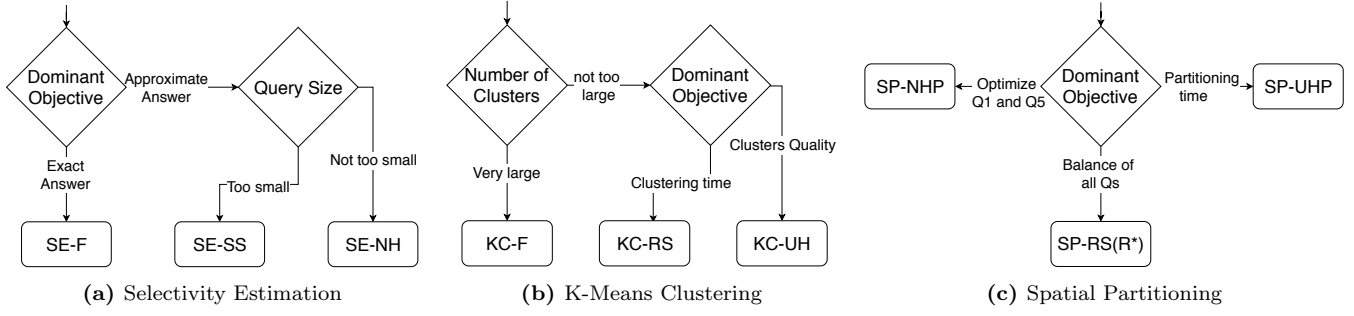 Dominant
Objective
Approximate
Answer
Query Size
Exact
Answer
Too small
Not too small
SE-F
SE-SS
SE-NH
(a) Selectivity Estimation
Number of
Clusters
not too
large
Dominant
Objective
Very large
Clustering time
Clusters Quality
KC-F
KC-RS
KC-UH
(b) K-Means Clustering
SP-NHP
Optimize
Q1 and Q5
Dominant
Objective
Partitioning
time
SP-UHP
Balance of
all Qs
SP-RS(R*)
(c) Spatial Partitioning